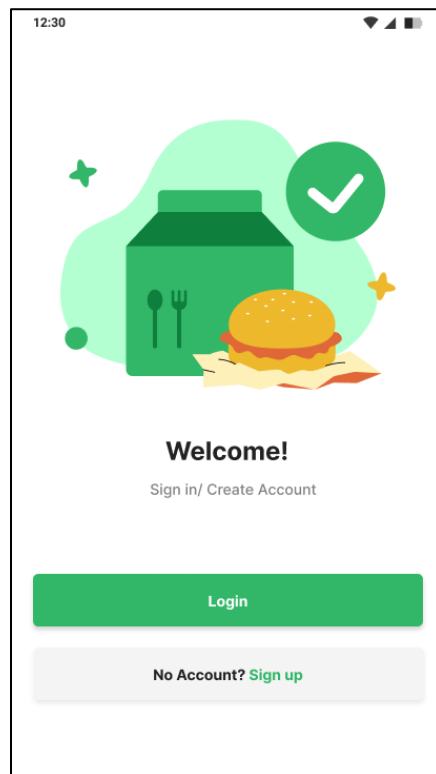 12:30
Welcome!
Sign in/ Create Account
Login
No Account? Sign up